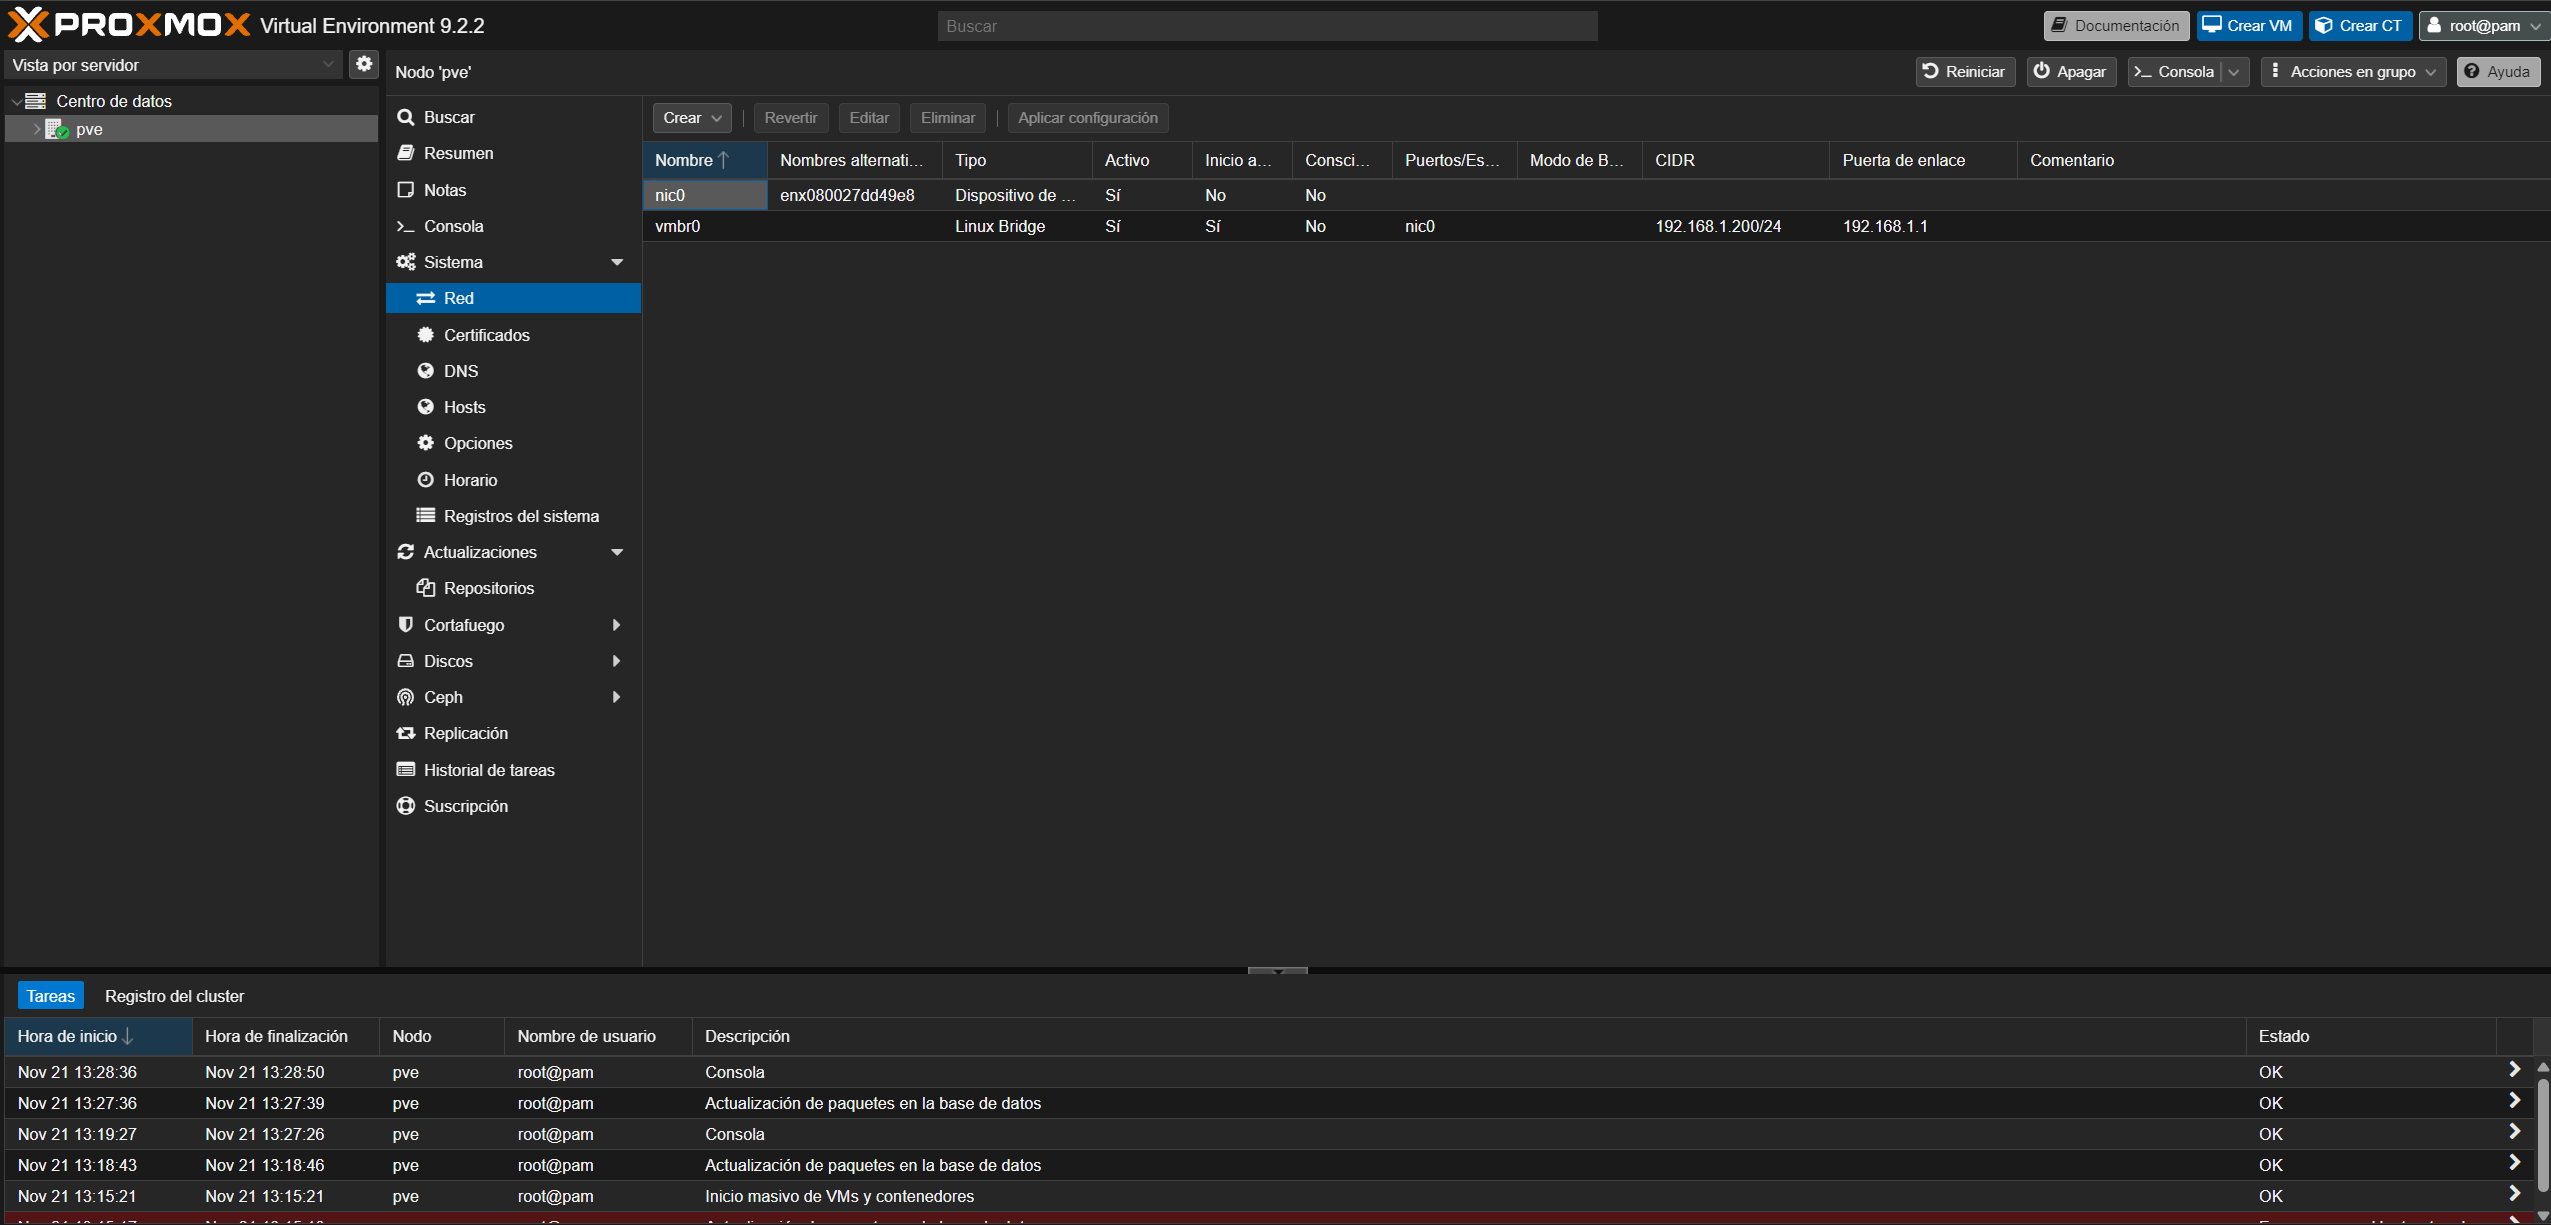 PROXMOX Virtual Environment 9.2.2
Buscar
Documentación
Crear VM
Crear CT
root@pam
Vista por servidor
Nodo 'pve'
Reiniciar
Apagar
Consola
Acciones en grupo
Ayuda
Centro de datos
pve
Buscar
Resumen
Notas
Consola
Sistema
Red
Certificados
DNS
Hosts
Opciones
Horario
Registros del sistema
Actualizaciones
Repositorios
Cortafuego
Discos
Ceph
Replicación
Historial de tareas
Suscripción
Crear
Revertir
Editar
Eliminar
Aplicar configuración
Nombre Nombres alternati... Tipo Activo Inicio a... Consci... Puertos/Es... Modo de B... CIDR Puerta de enlace Comentario
nic0 enx080027dd49e8 Dispositivo de ... Sí No No
vmbr0 Linux Bridge Sí Sí No nic0 192.168.1.200/24 192.168.1.1
Tareas Registro del cluster
Hora de inicio Hora de finalización Nodo Nombre de usuario Descripción Estado
Nov 21 13:28:36 Nov 21 13:28:50 pve root@pam Consola OK
Nov 21 13:27:36 Nov 21 13:27:39 pve root@pam Actualización de paquetes en la base de datos OK
Nov 21 13:19:27 Nov 21 13:27:26 pve root@pam Consola OK
Nov 21 13:18:43 Nov 21 13:18:46 pve root@pam Actualización de paquetes en la base de datos OK
Nov 21 13:15:21 Nov 21 13:15:21 pve root@pam Inicio masivo de VMs y contenedores OK